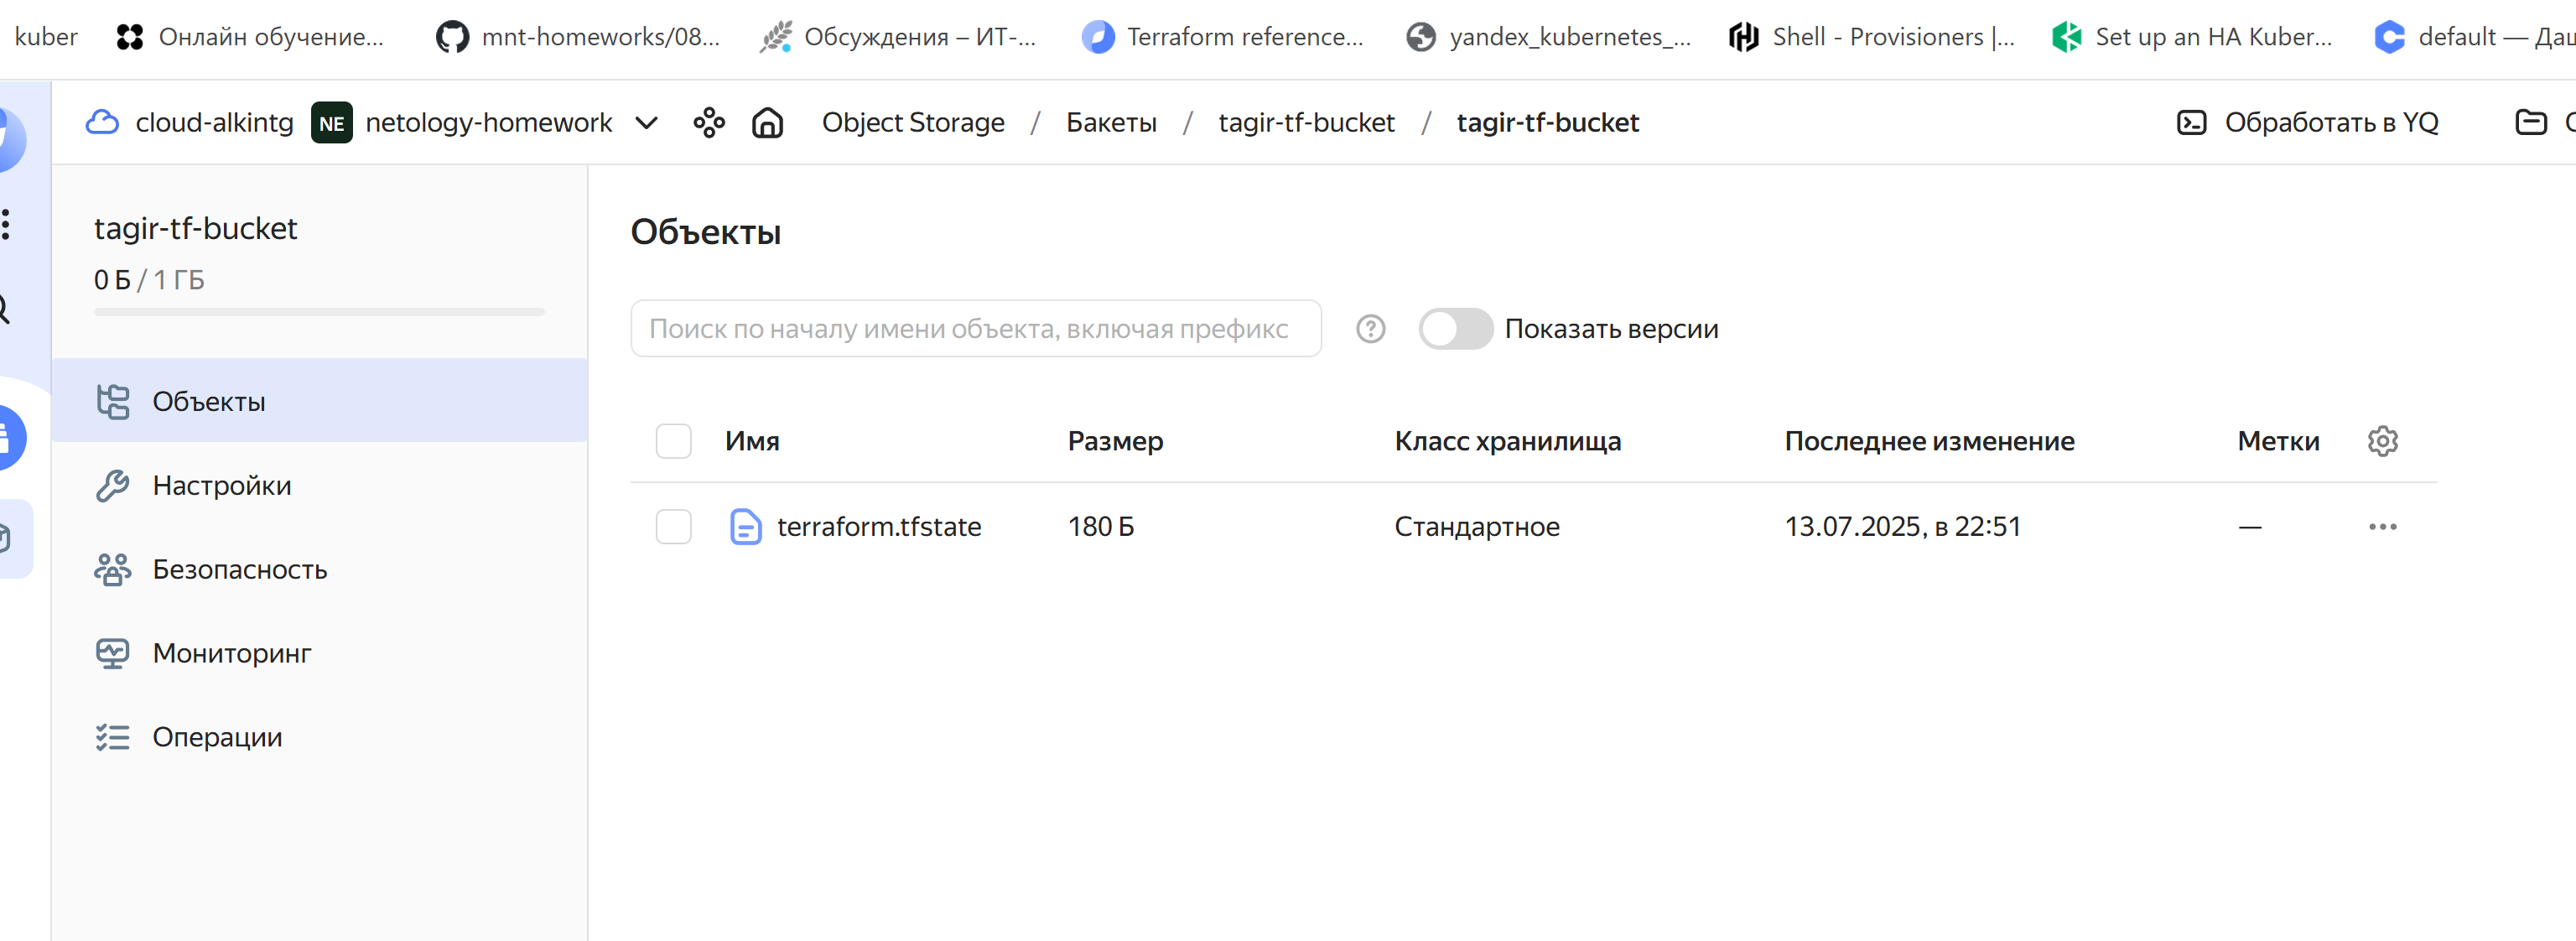 kuber Онлайн обучение... mnt-homeworks/08... Обсуждения – ИТ-... Terraform reference... yandex_kubernetes_... Shell - Provisioners |... Set up an HA Kuber... default — Даш
cloud-alkintg NE netology-homework Object Storage / Бакеты / tagir-tf-bucket / tagir-tf-bucket Обработать в YQ
tagir-tf-bucket
0 Б / 1 ГБ
Объекты
Настройки
Безопасность
Мониторинг
Операции
Объекты
Поиск по началу имени объекта, включая префикс Показать версии
Имя Размер Класс хранилища Последнее изменение Метки
terraform.tfstate 180 Б Стандартное 13.07.2025, в 22:51 —